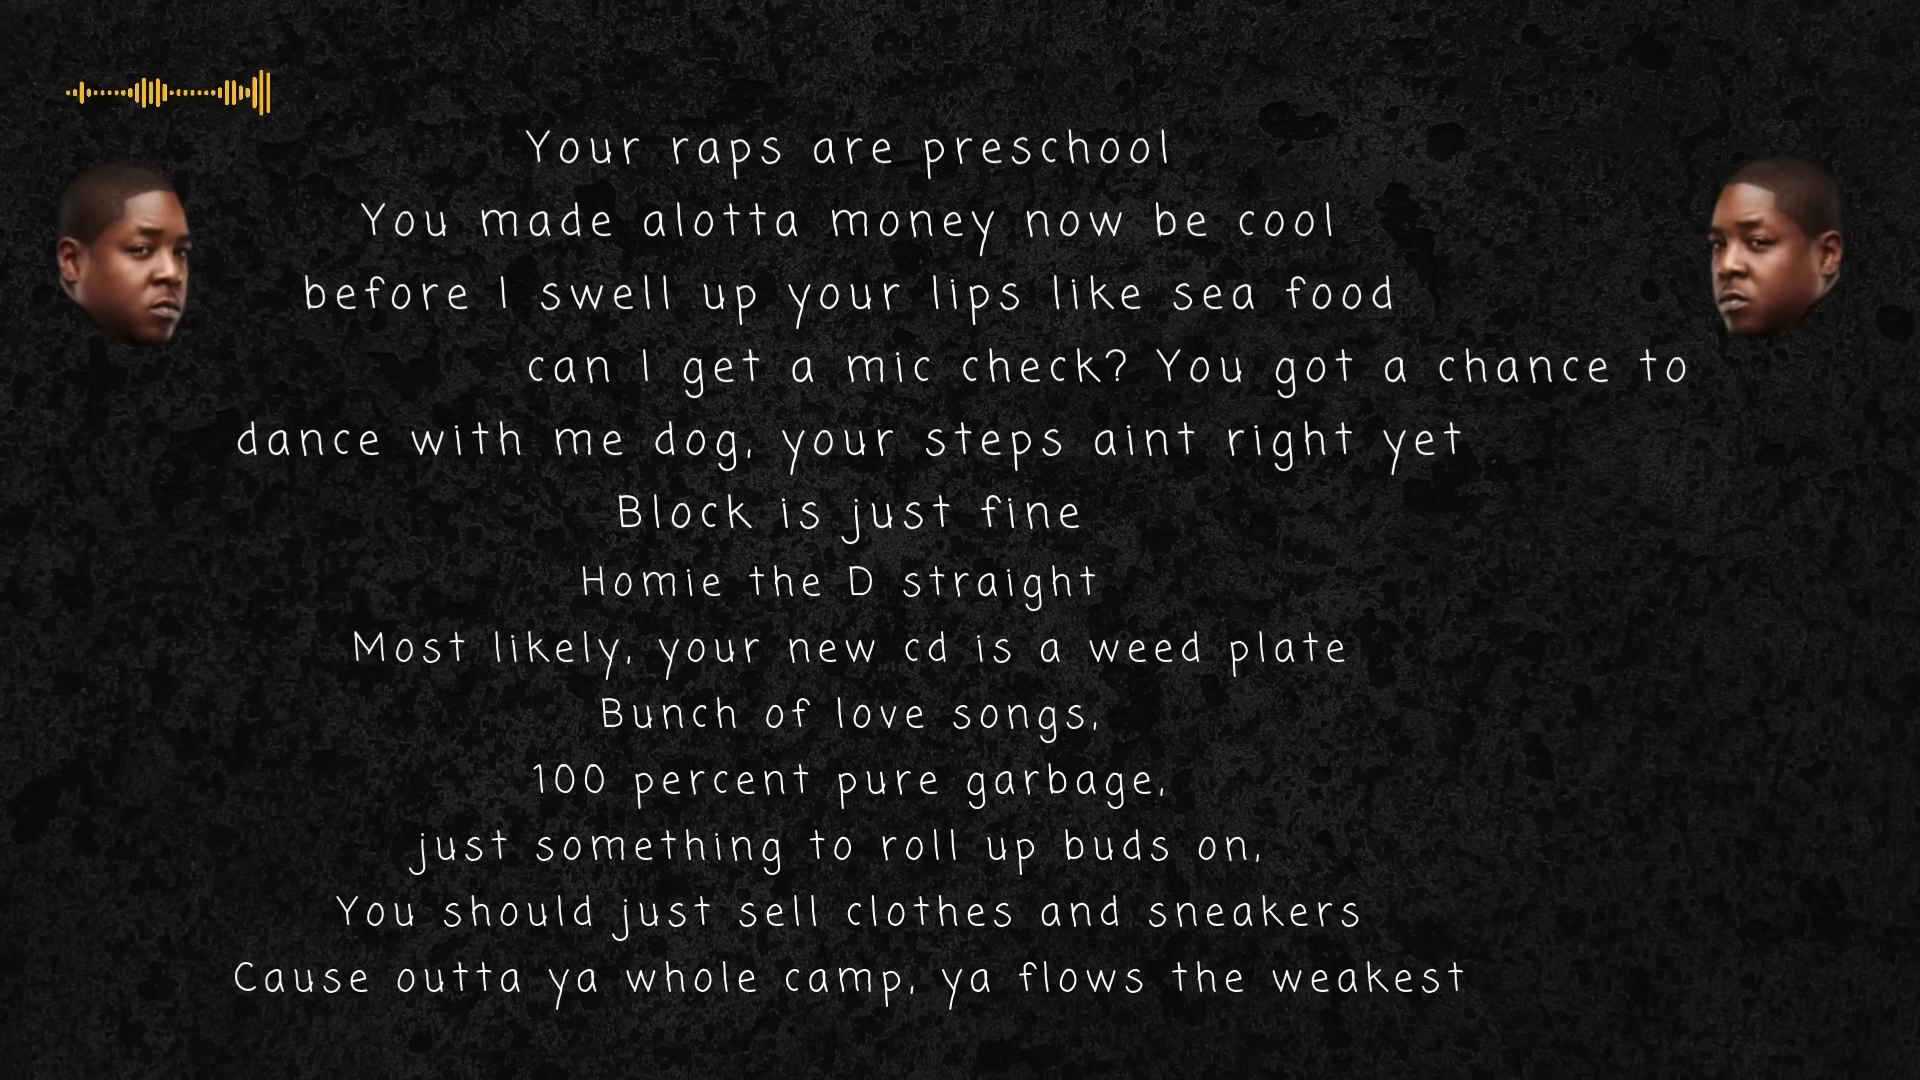 Your raps are preschool
You made alotta money now be cool
before I swell up your lips like sea food
can I get a mic check? You got a chance to
dance with me dog, your steps aint right yet
Block is just fine
Homie the D straight
Most likely, your new cd is a weed plate
Bunch of love songs,
100 percent pure garbage,
just something to roll up buds on,
You should just sell clothes and sneakers
Cause outta ya whole camp, ya flows the weakest